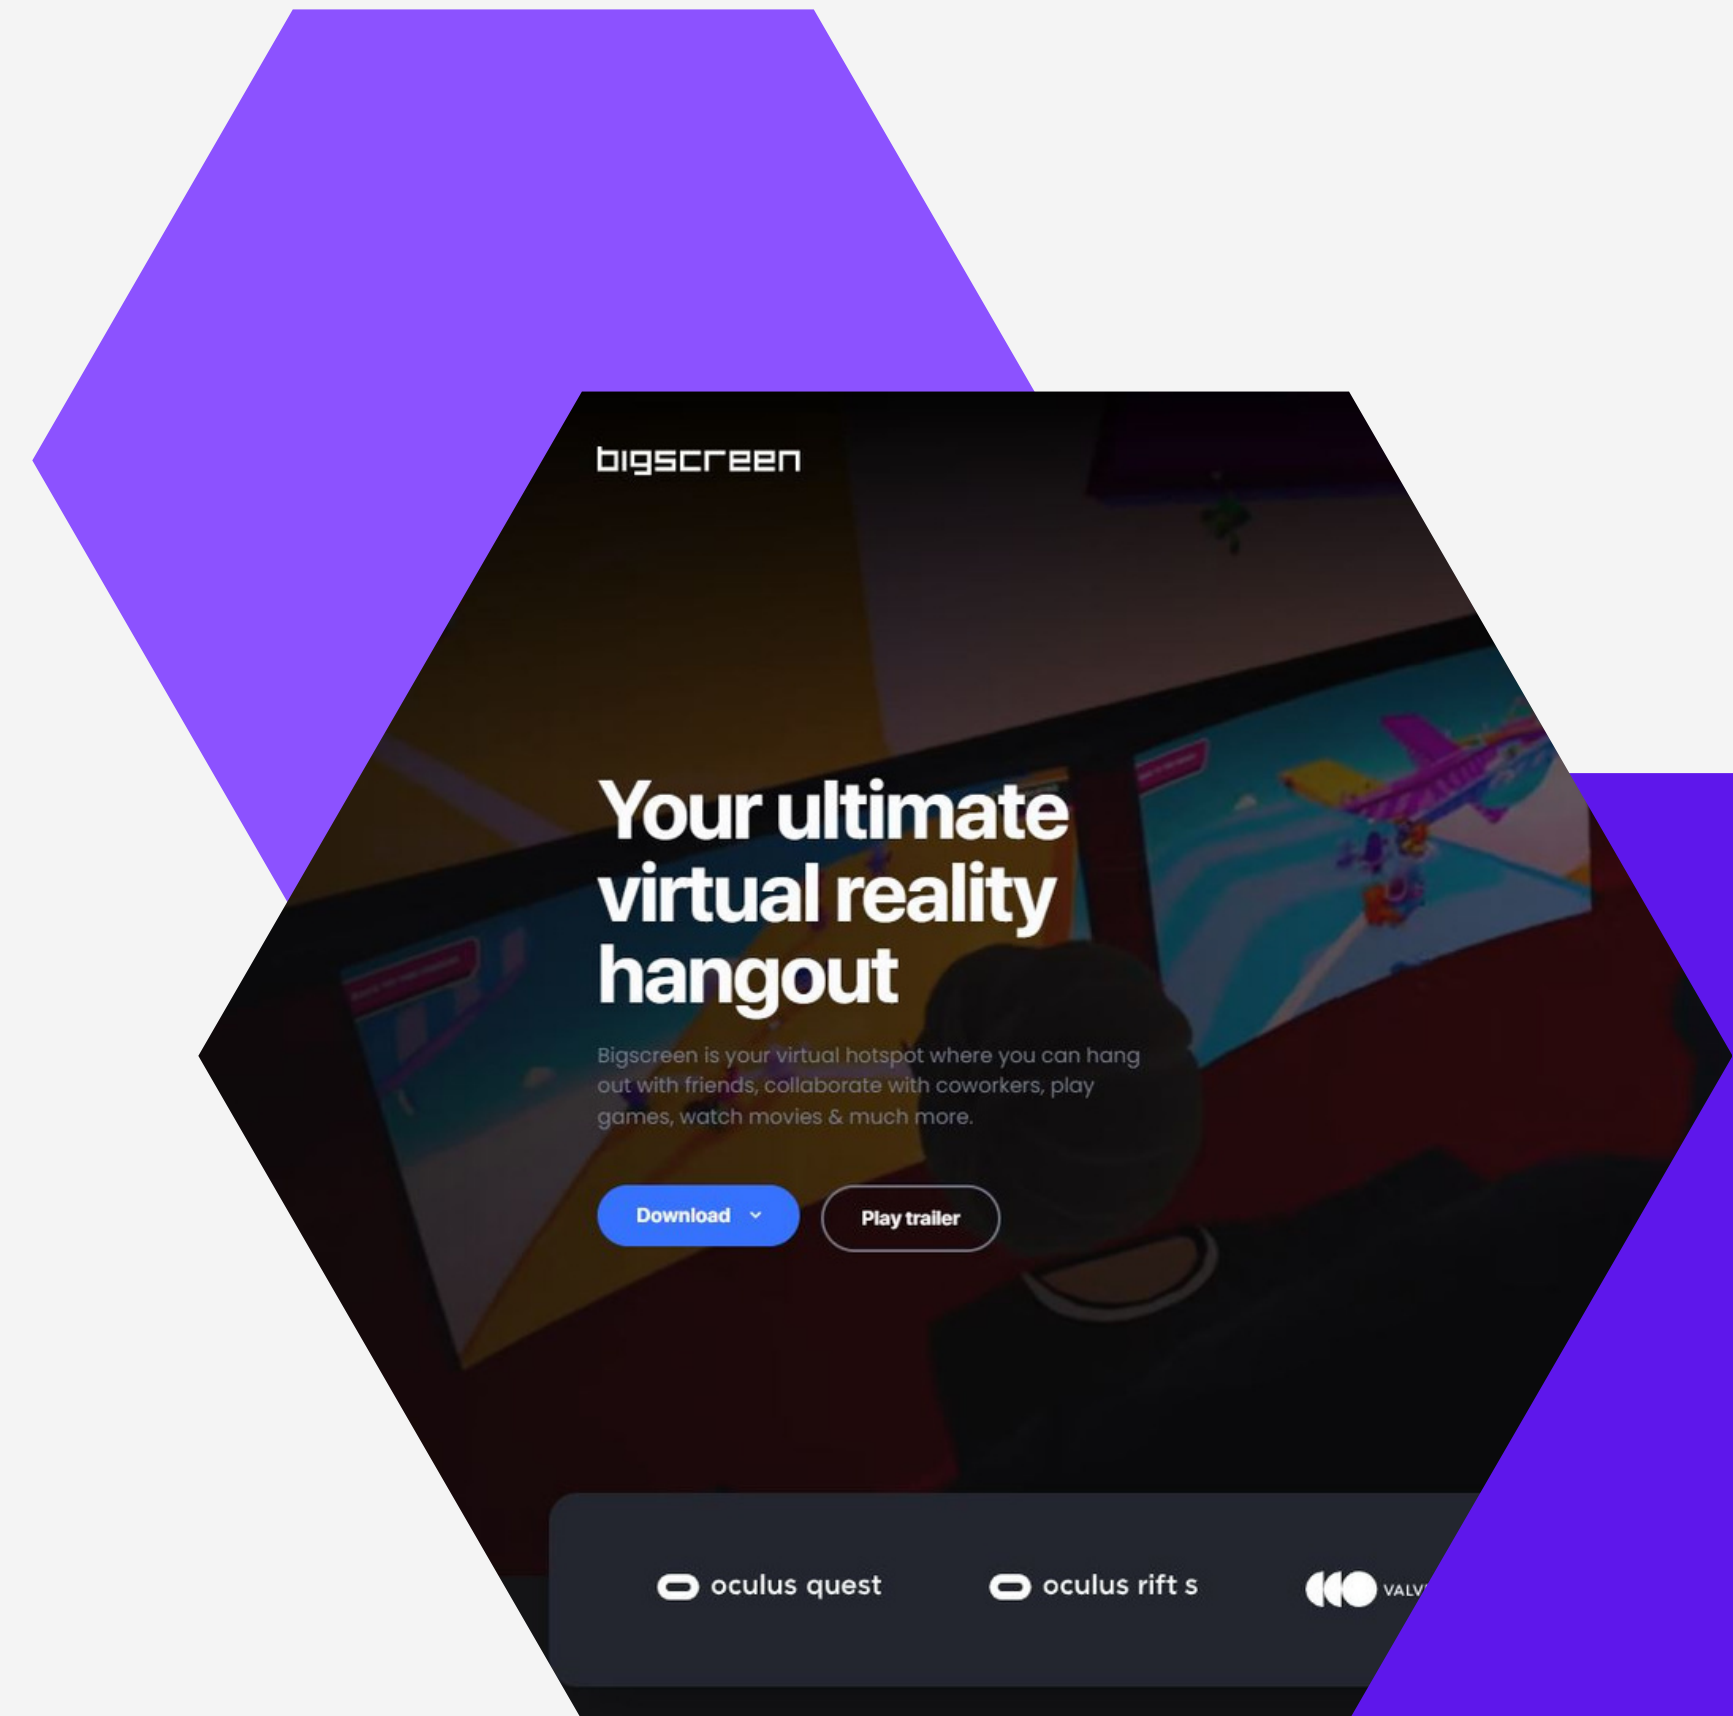 bigscreen
Your ultimate
virtual reality
hangout
Bigscreen is your virtual hotspot where you can hang
out with friends, collaborate with coworkers, play
games, watch movies & much more.
Download
Play trailer
oculus quest
oculus rift s